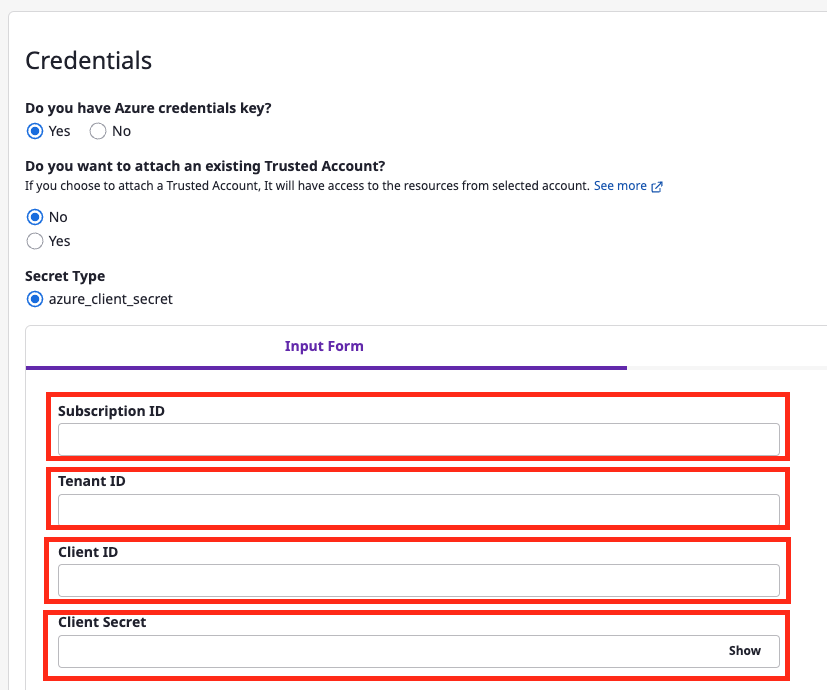 Credentials
Do you have Azure credentials key?
Yes No
Do you want to attach an existing Trusted Account?
If you choose to attach a Trusted Account, It will have access to the resources from selected account. See more
No
Yes
Secret Type
azure_client_secret
Input Form
Subscription ID
Tenant ID
Client ID
Client Secret
Show